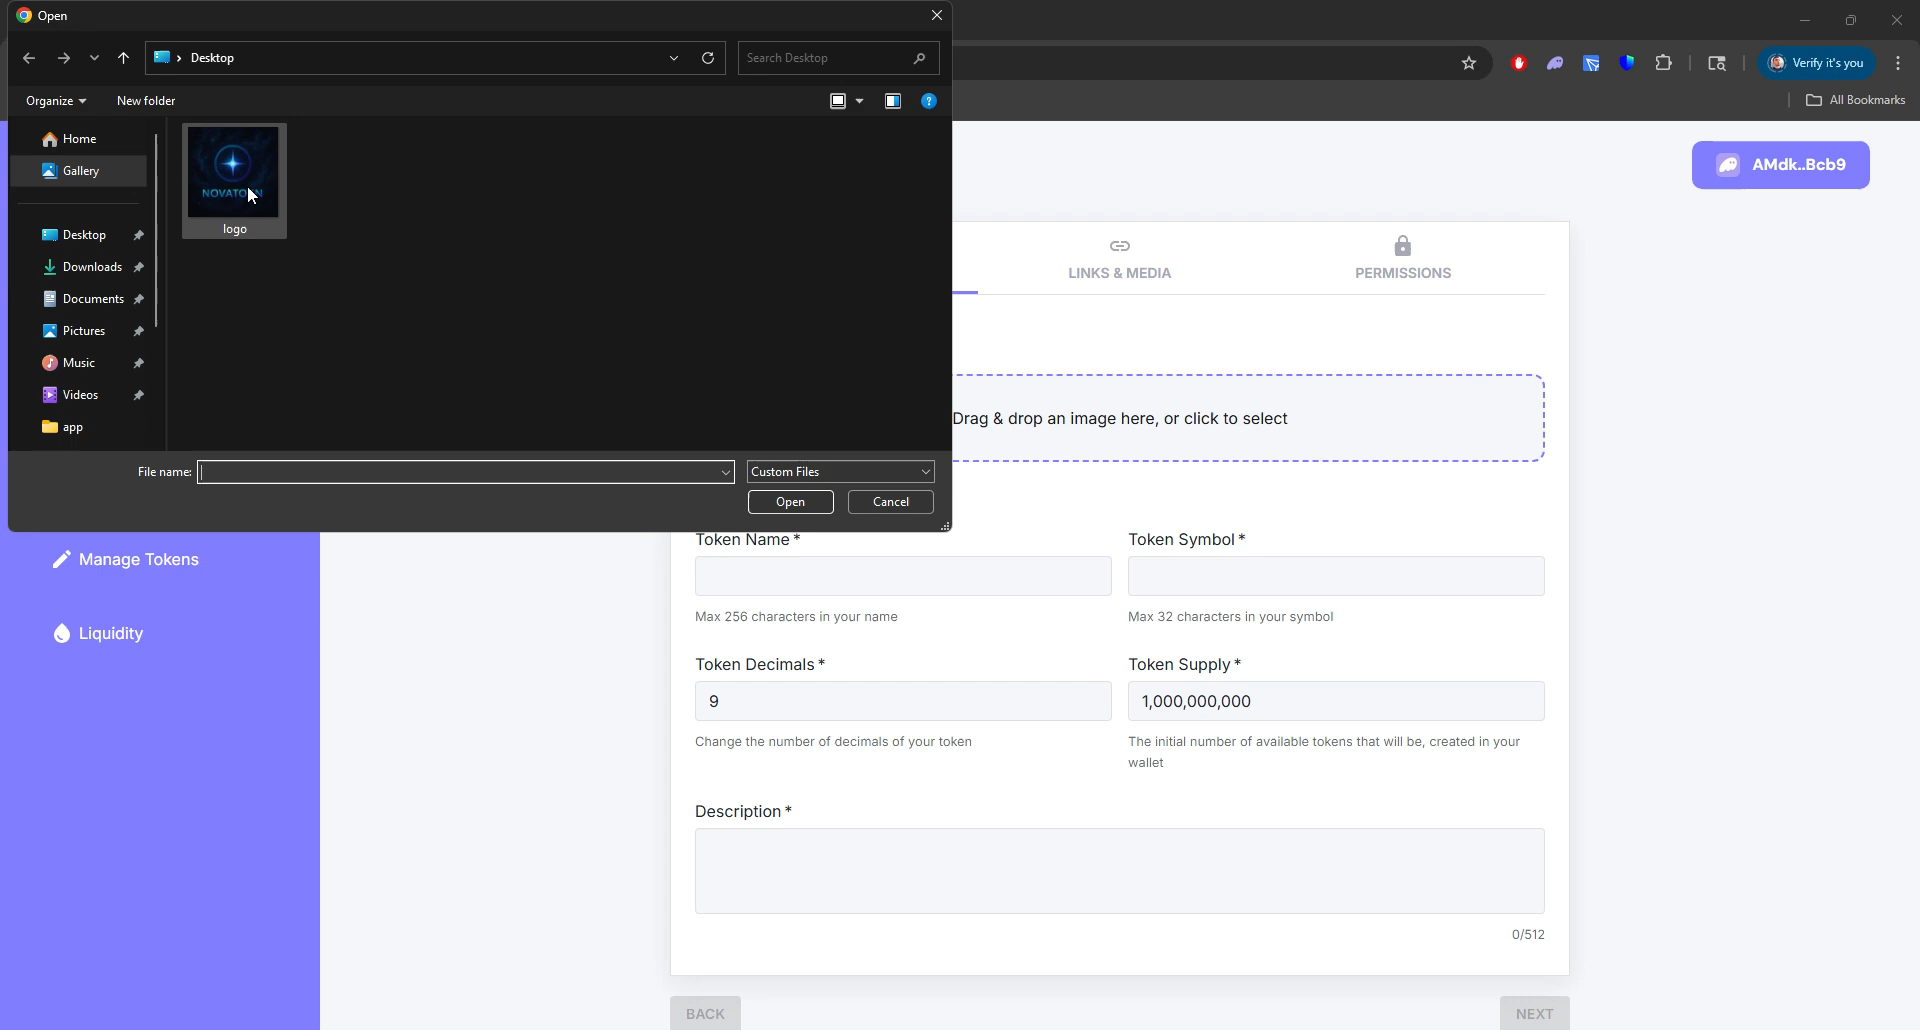 Open
Desktop
Search Desktop
Verify it's you
Organize
New folder
All Bookmarks
Home
Gallery
logo
Desktop
Downloads
Documents
Pictures
Music
Videos
app
File name:
Custom Files
Open
Cancel
AMdk..Bcb9
LINKS & MEDIA
PERMISSIONS
Drag & drop an image here, or click to select
Manage Tokens
Liquidity
Token Name *
Token Symbol *
Max 256 characters in your name
Max 32 characters in your symbol
Token Decimals *
Token Supply *
9
1,000,000,000
Change the number of decimals of your token
The initial number of available tokens that will be, created in your
wallet
Description *
0/512
BACK
NEXT